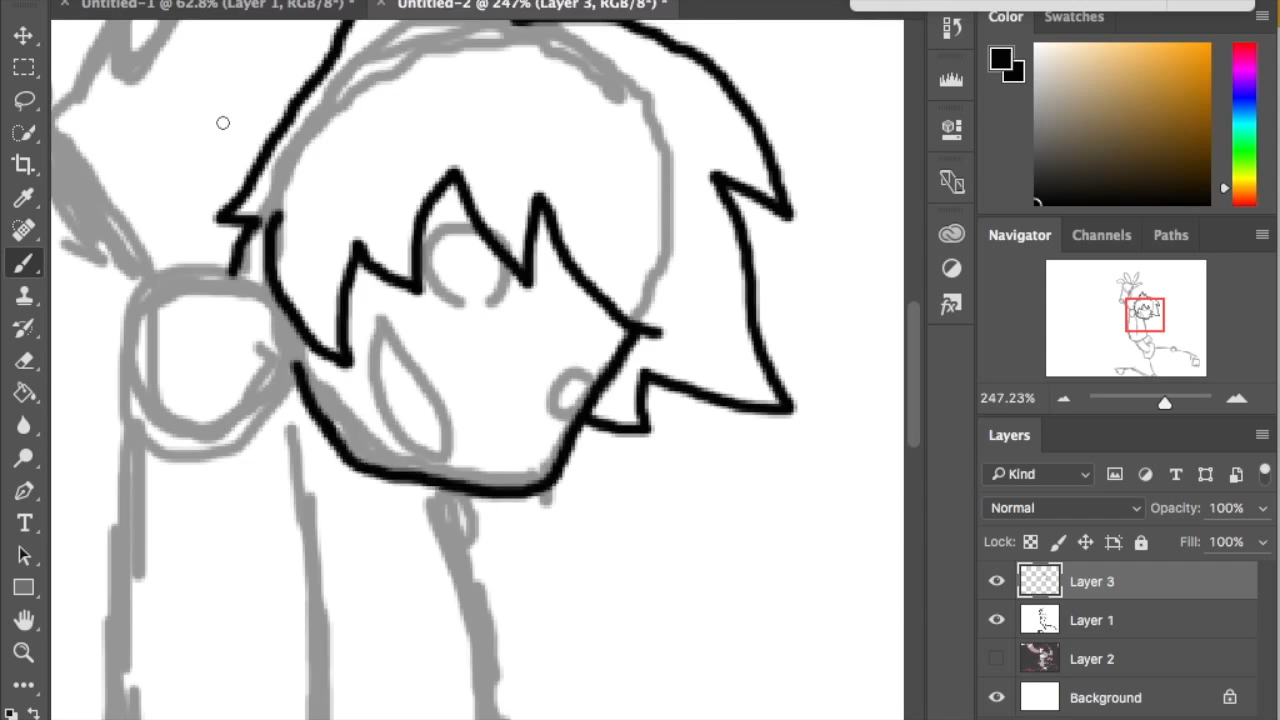 Untitled-1 @ 62.8% (Layer 1, RGB/8*) *
Untitled-2 @ 247% (Layer 3, RGB/8*) *
Color
Swatches
Navigator
Channels
Paths
247.23%
Layers
Kind
Normal
Opacity: 100%
Lock:
Fill: 100%
Layer 3
Layer 1
Layer 2
Background